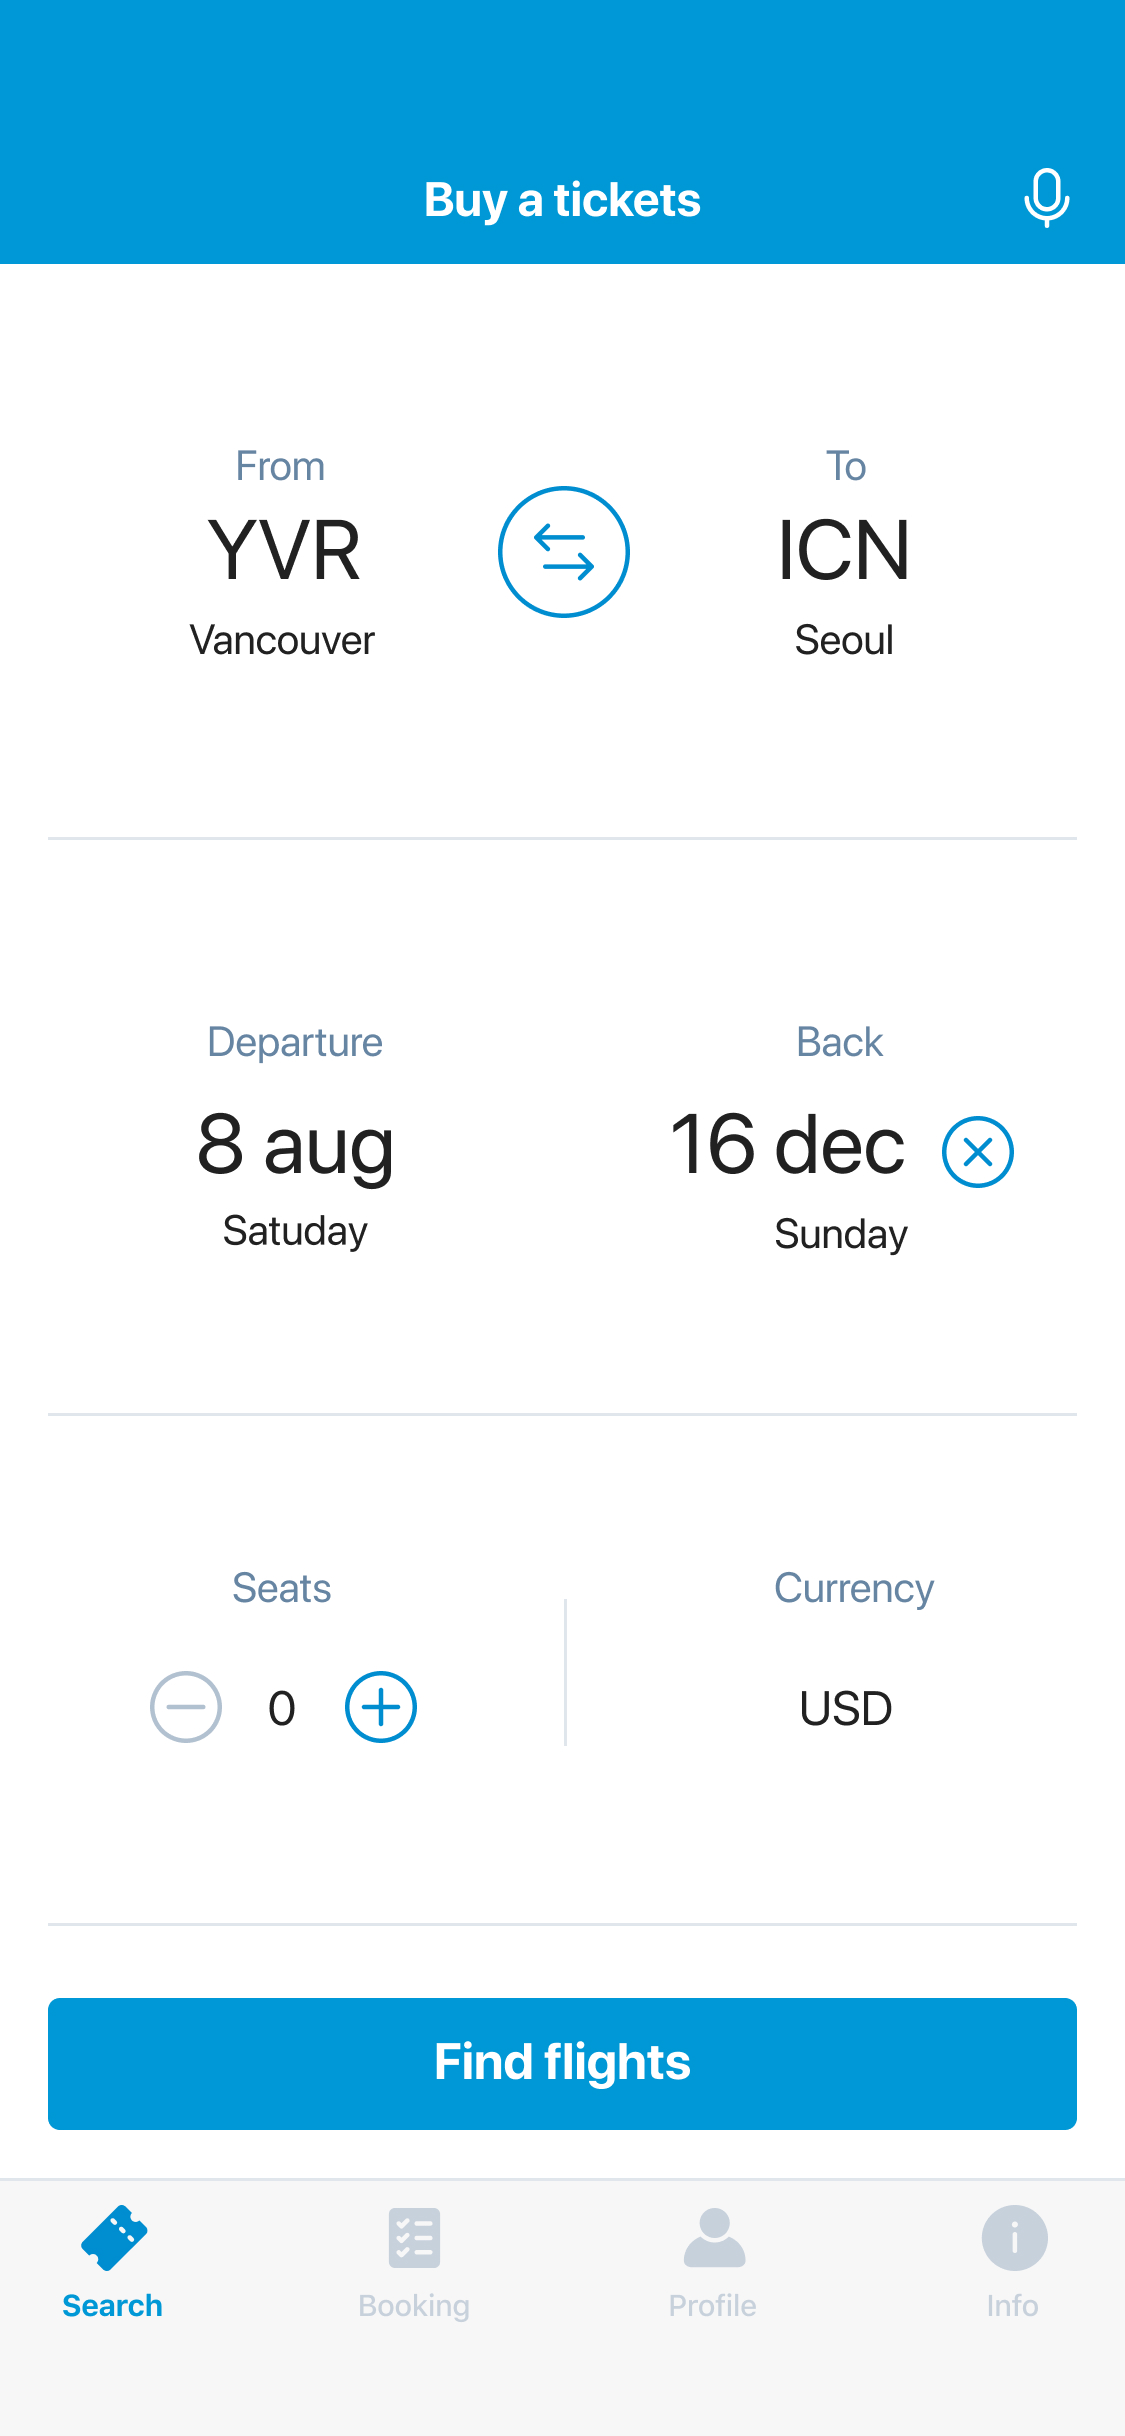 Buy a tickets
From
To
YVR
ICN
Vancouver
Seoul
Departure
Back
8 aug
16 dec
Satuday
Sunday
Seats
Currency
0
USD
Find flights
Search
Booking
Profile
Info